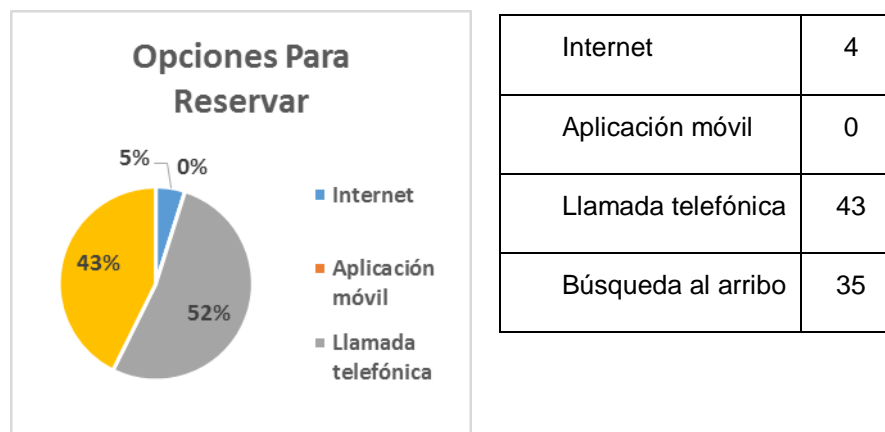 Opciones Para
Reservar
5%
0%
43%
52%
Internet
Aplicación
móvil
Llamada
telefónica
Internet 4
Aplicación móvil 0
Llamada telefónica 43
Búsqueda al arribo 35